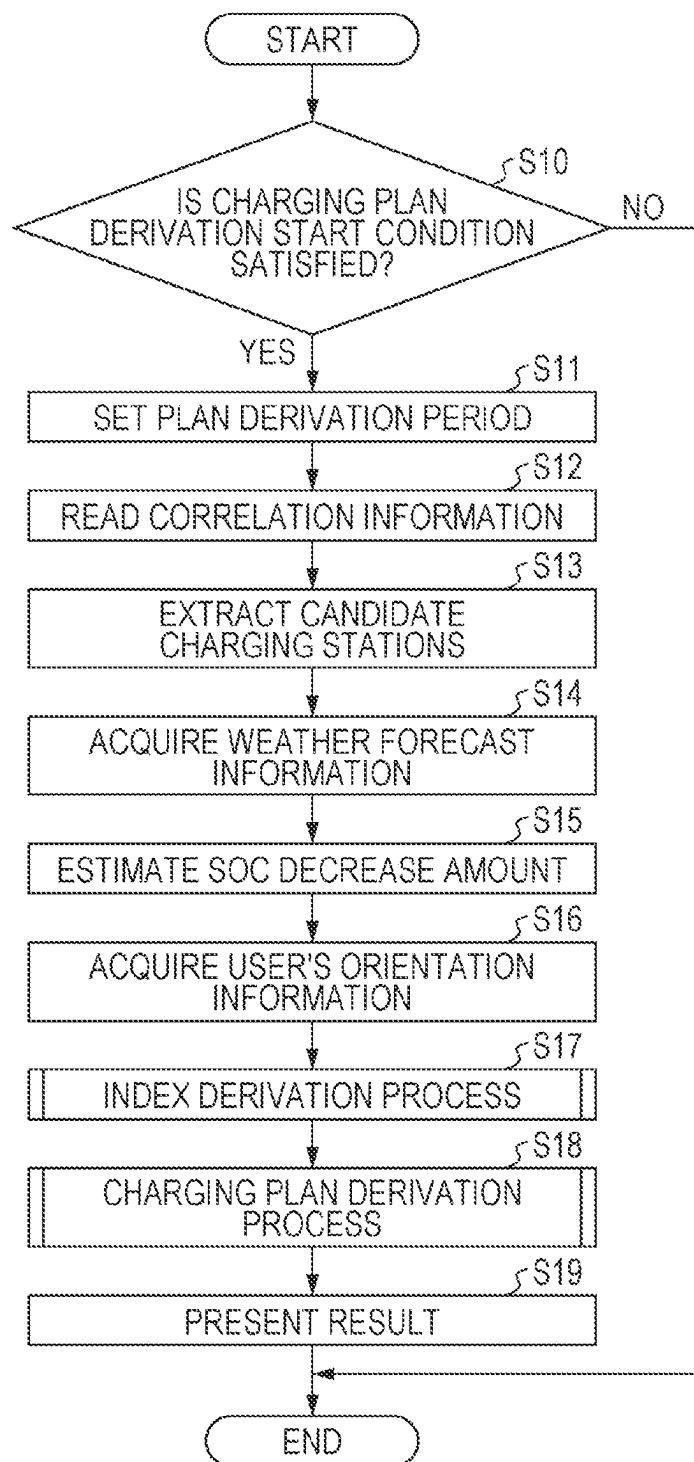 START
S10
IS CHARGING PLAN
DERIVATION START CONDITION
SATISFIED?
NO
YES
S11
SET PLAN DERIVATION PERIOD
S12
READ CORRELATION INFORMATION
S13
EXTRACT CANDIDATE
CHARGING STATIONS
S14
ACQUIRE WEATHER FORECAST
INFORMATION
S15
ESTIMATE SOC DECREASE AMOUNT
S16
ACQUIRE USER'S ORIENTATION
INFORMATION
S17
INDEX DERIVATION PROCESS
S18
CHARGING PLAN DERIVATION
PROCESS
S19
PRESENT RESULT
END